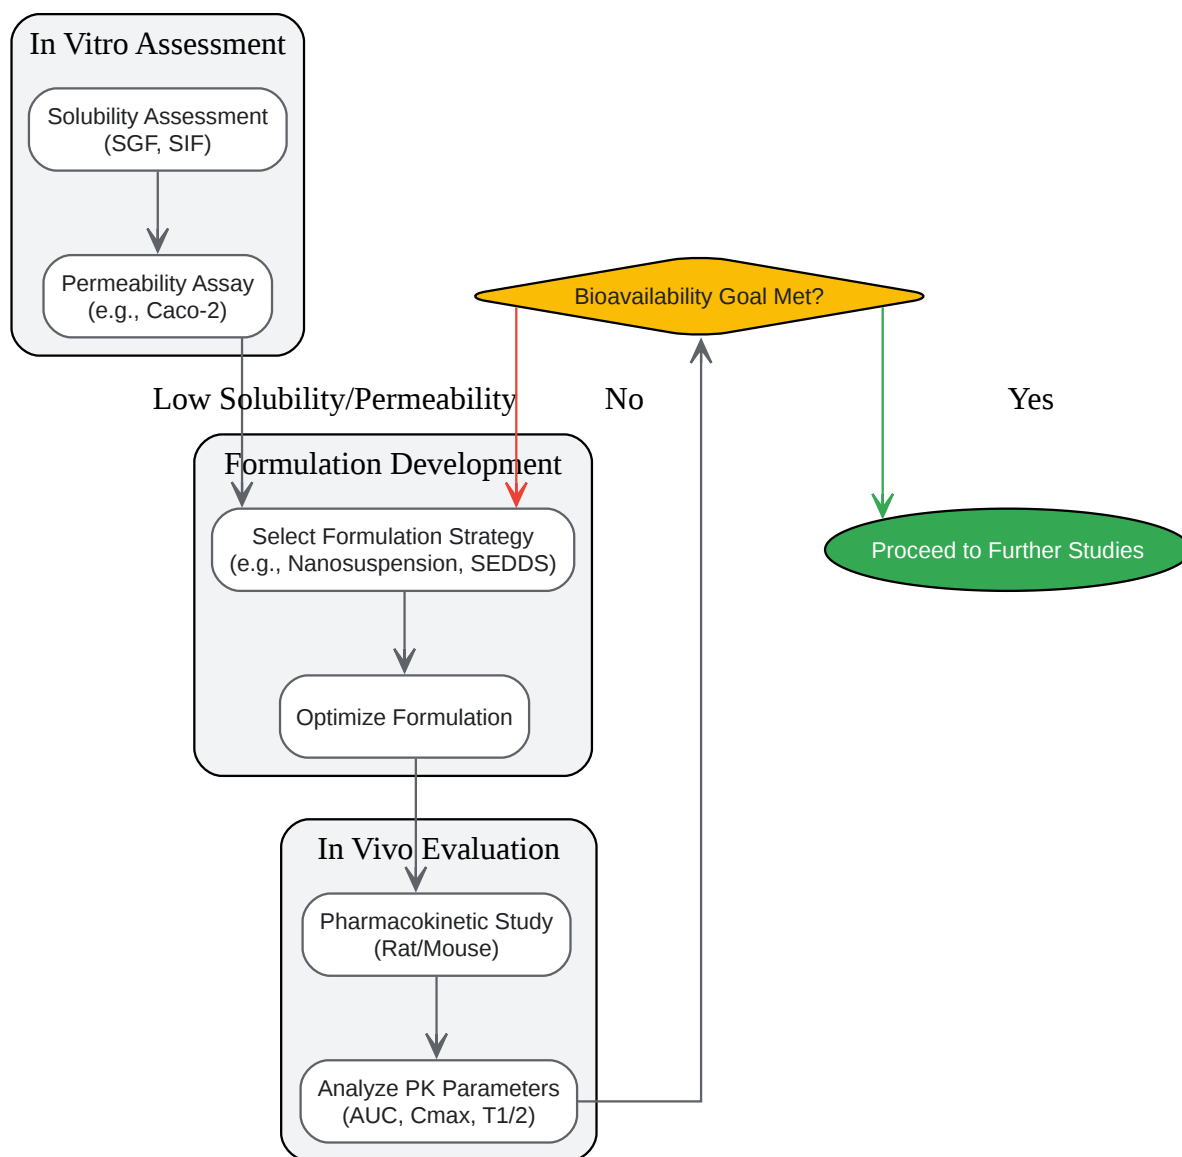 In Vitro Assessment
Solubility Assessment
(SGF, SIF)
Permeability Assay
(e.g., Caco-2)
Bioavailability Goal Met?
Low Solubility/Permeability
No
Yes
Formulation Development
Select Formulation Strategy
(e.g., Nanosuspension, SEDDS)
Proceed to Further Studies
Optimize Formulation
In Vivo Evaluation
Pharmacokinetic Study
(Rat/Mouse)
Analyze PK Parameters
(AUC, Cmax, T1/2)